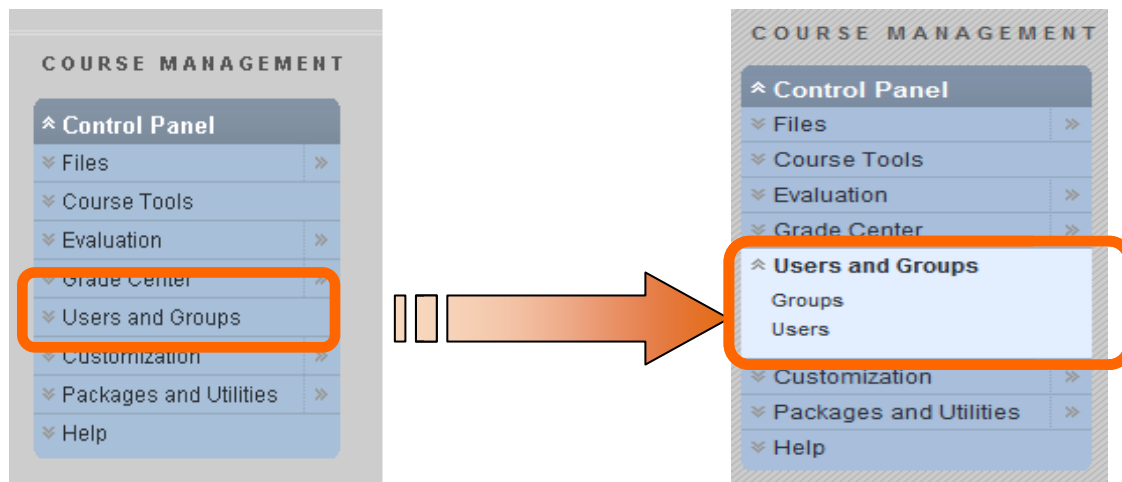 COURSE MANAGEMENT
Control Panel
Files
Course Tools
Evaluation
Grade Center
Users and Groups
Customization
Packages and Utilities
Help
COURSE MANAGEMENT
Control Panel
Files
Course Tools
Evaluation
Grade Center
Users and Groups
Groups
Users
Customization
Packages and Utilities
Help